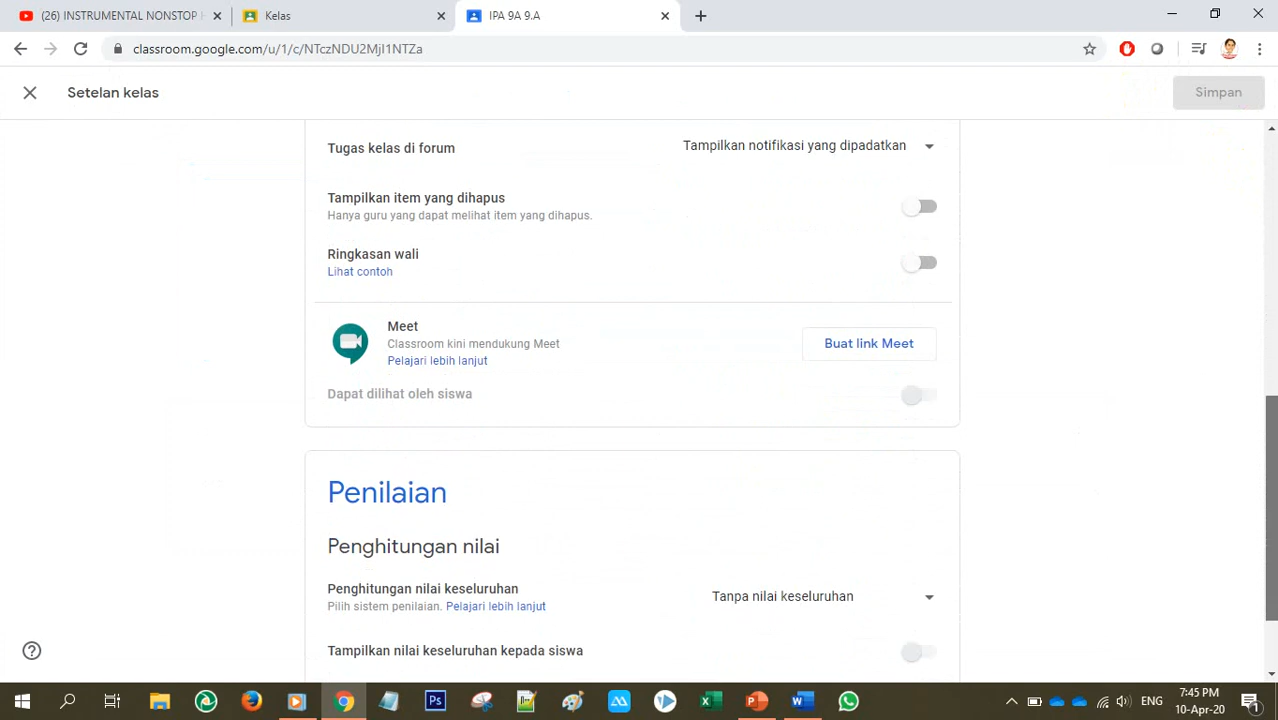 (26) INSTRUMENTAL NONSTOP
Kelas
IPA 9A 9.A
classroom.google.com/u/1/c/NTczNDU2MjI1NTZa
Setelan kelas
Simpan
Tugas kelas di forum
Tampilkan notifikasi yang dipadatkan
Tampilkan item yang dihapus
Hanya guru yang dapat melihat item yang dihapus.
Ringkasan wali
Lihat contoh
Meet
Classroom kini mendukung Meet
Pelajari lebih lanjut
Buat link Meet
Dapat dilihat oleh siswa
Penilaian
Penghitungan nilai
Penghitungan nilai keseluruhan
Pilih sistem penilaian. Pelajari lebih lanjut
Tanpa nilai keseluruhan
Tampilkan nilai keseluruhan kepada siswa
Ps
ENG
7:45 PM
10-Apr-20
1